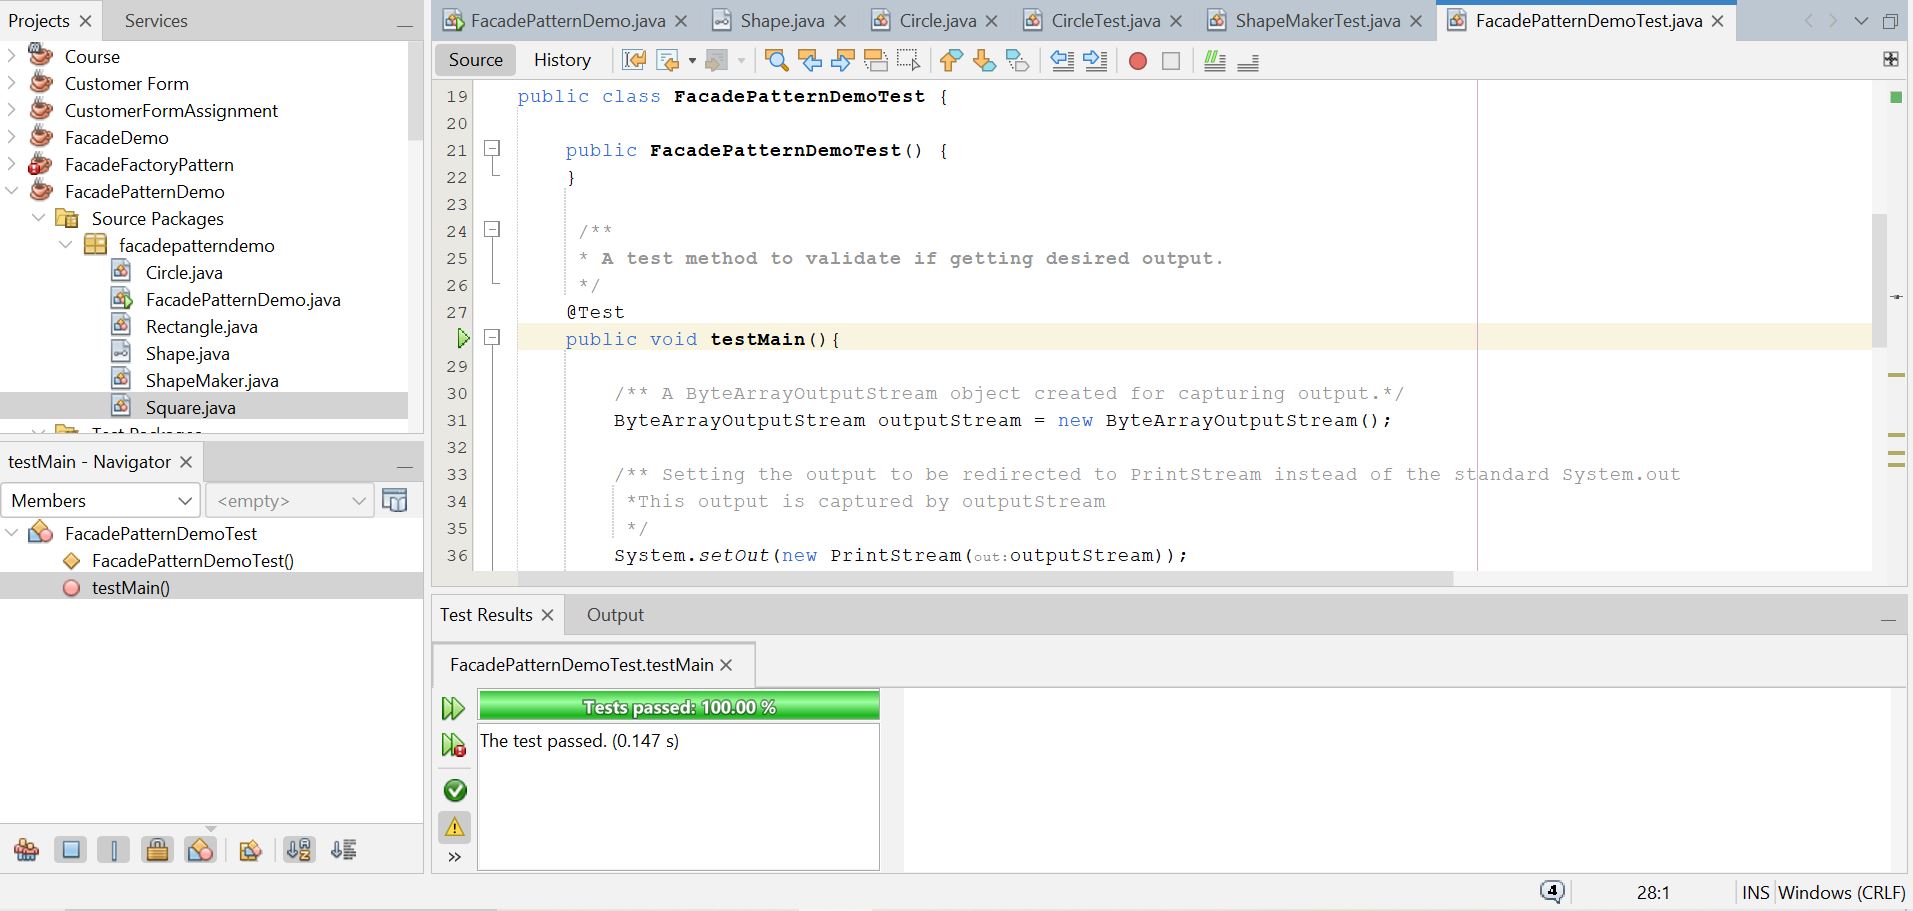 Projects
Services
Course
Customer Form
CustomerFormAssignment
FacadeDemo
FacadeFactoryPattern
FacadePatternDemo
Source Packages
facadepatterndemo
Circle.java
FacadePatternDemo.java
Rectangle.java
Shape.java
ShapeMaker.java
Square.java
Test Packages
testMain - Navigator
Members
<empty>
FacadePatternDemoTest
FacadePatternDemoTest()
testMain()
FacadePatternDemo.java
Shape.java
Circle.java
CircleTest.java
ShapeMakerTest.java
FacadePatternDemoTest.java
Source
History
19 public class FacadePatternDemoTest {
20
21 public FacadePatternDemoTest() {
22 }
23
24 /**
25 * A test method to validate if getting desired output.
26 */
27 @Test
public void testMain(){
29
30 /** A ByteArrayOutputStream object created for capturing output.*/
31 ByteArrayOutputStream outputStream = new ByteArrayOutputStream();
32
33 /** Setting the output to be redirected to PrintStream instead of the standard System.out
34 *This output is captured by outputStream
35 */
36 System.setOut(new PrintStream(out:outputStream));
Test Results
Output
FacadePatternDemoTest.testMain
Tests passed: 100.00 %
The test passed. (0.147 s)
4
28:1
INS
Windows (CRLF)